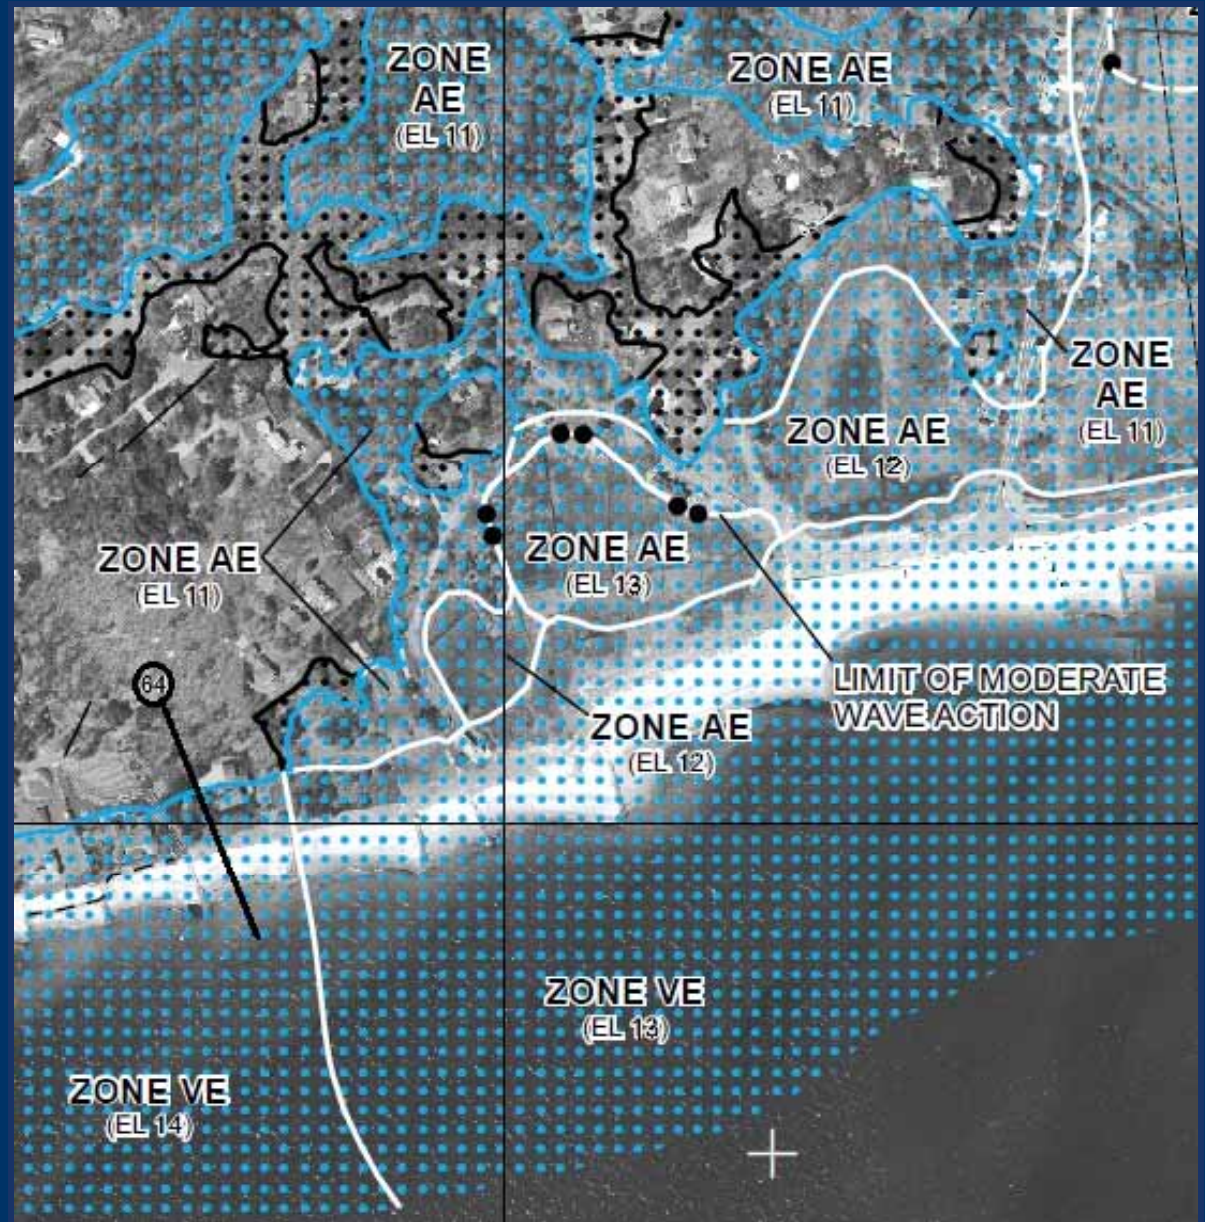 ZONE
AE
(EL 11)
ZONE AE
(EL 11)
ZONE
AE
(EL 11)
ZONE AE
(EL 12)
ZONE AE
(EL 11)
ZONE AE
(EL 13)
64
LIMIT OF MODERATE
WAVE ACTION
ZONE AE
(EL 12)
ZONE VE
(EL 13)
ZONE VE
(EL 14)